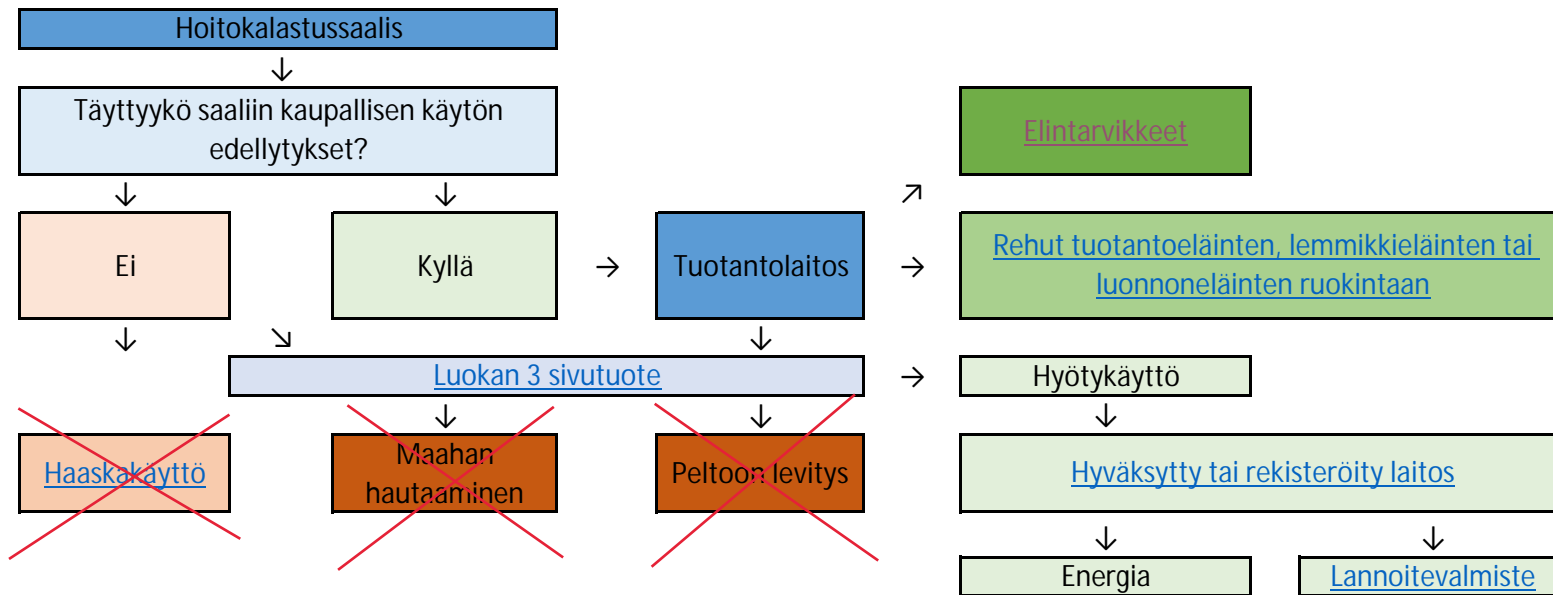 Hoitokalastussaalis
↓
Täyttyykö saaliin kaupallisen käytön
edellytykset?
Elintarvikkeet
↓ ↓ ↗
Ei Kyllä → Tuotantolaitos → Rehut tuotantoeläinten, lemmikkieläinten tai
luonnoneläinten ruokintaan
↓ ↘ ↓
Luokan 3 sivutuote → Hyötykäyttö
↓ ↓ ↓
Haaskakäyttö Maahan
hautaaminen Peltoon levitys Hyväksytty tai rekisteröity laitos
↓ ↓
Energia Lannoitevalmiste